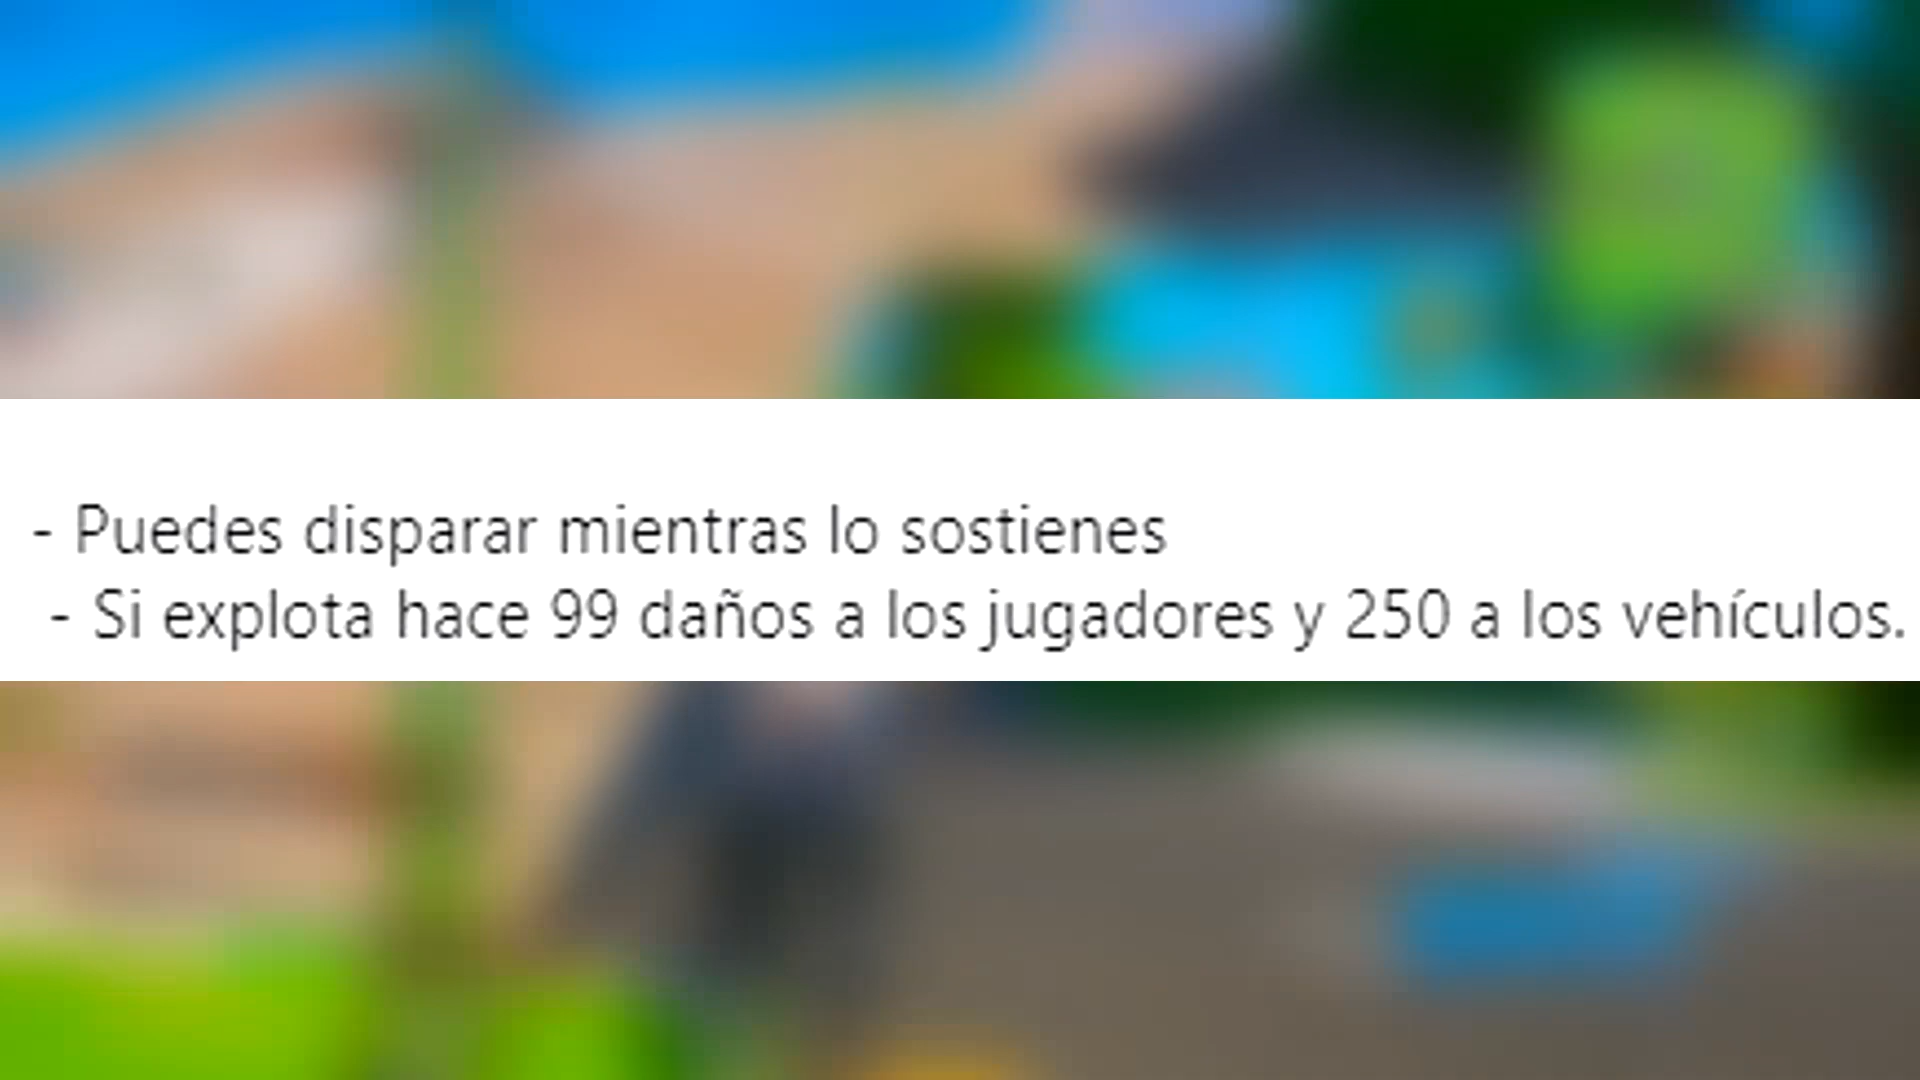 - Puedes disparar mientras lo sostienes
- Si explota hace 99 daños a los jugadores y 250 a los vehículos.